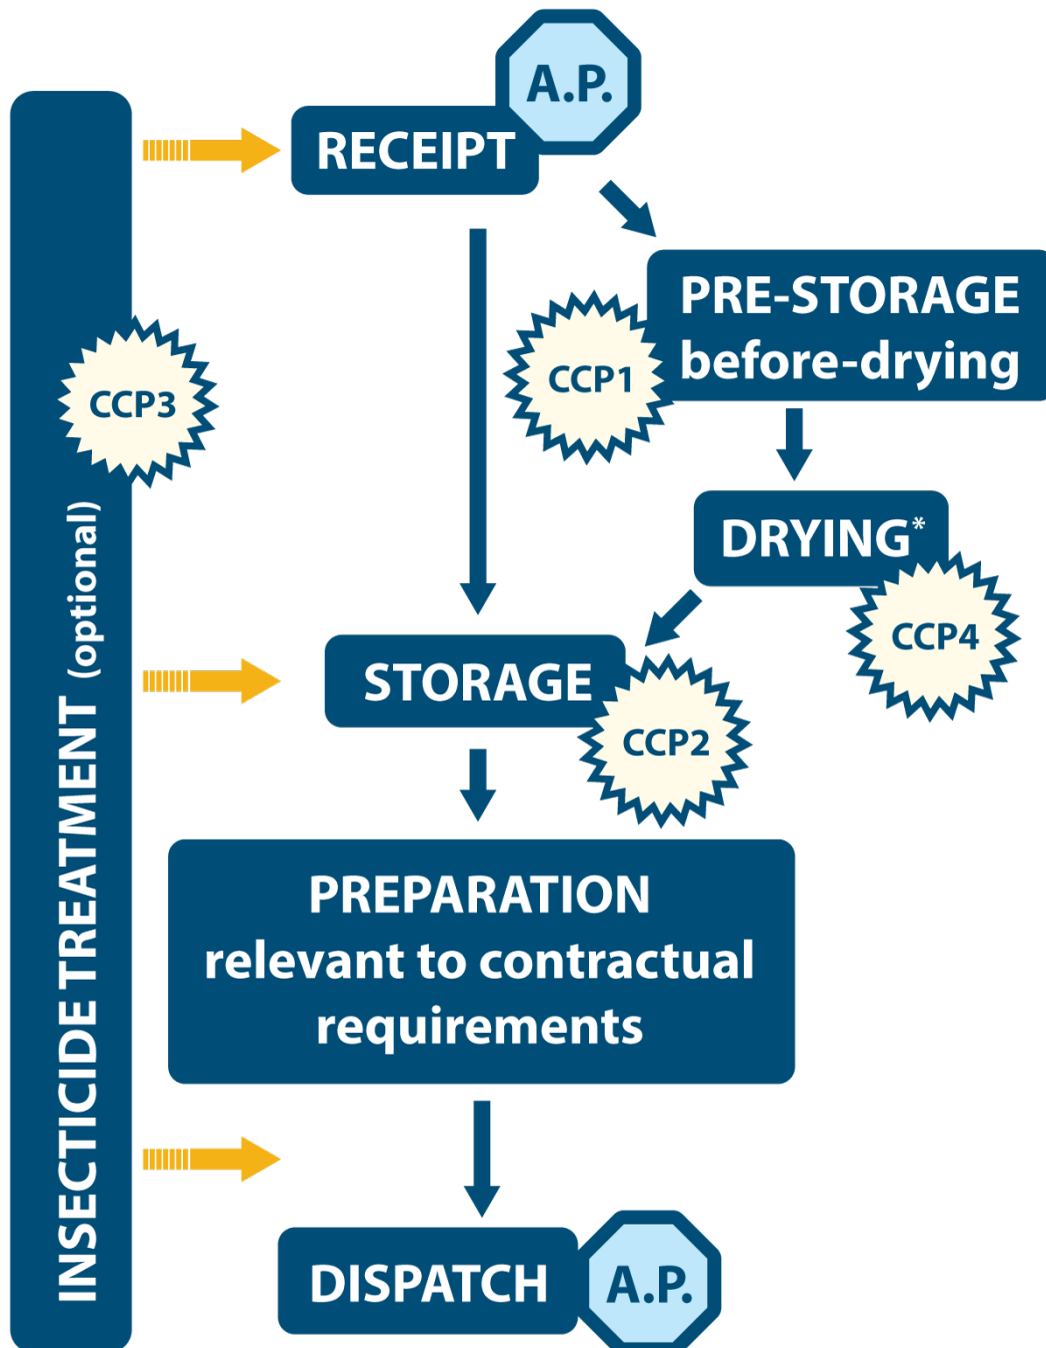 A.P.
RECEIPT
PRE-STORAGE
before-drying
CCP1
CCP3
DRYING*
CCP4
INSECTICIDE TREATMENT (optional)
STORAGE
CCP2
PREPARATION
relevant to contractual
requirements
DISPATCH
A.P.